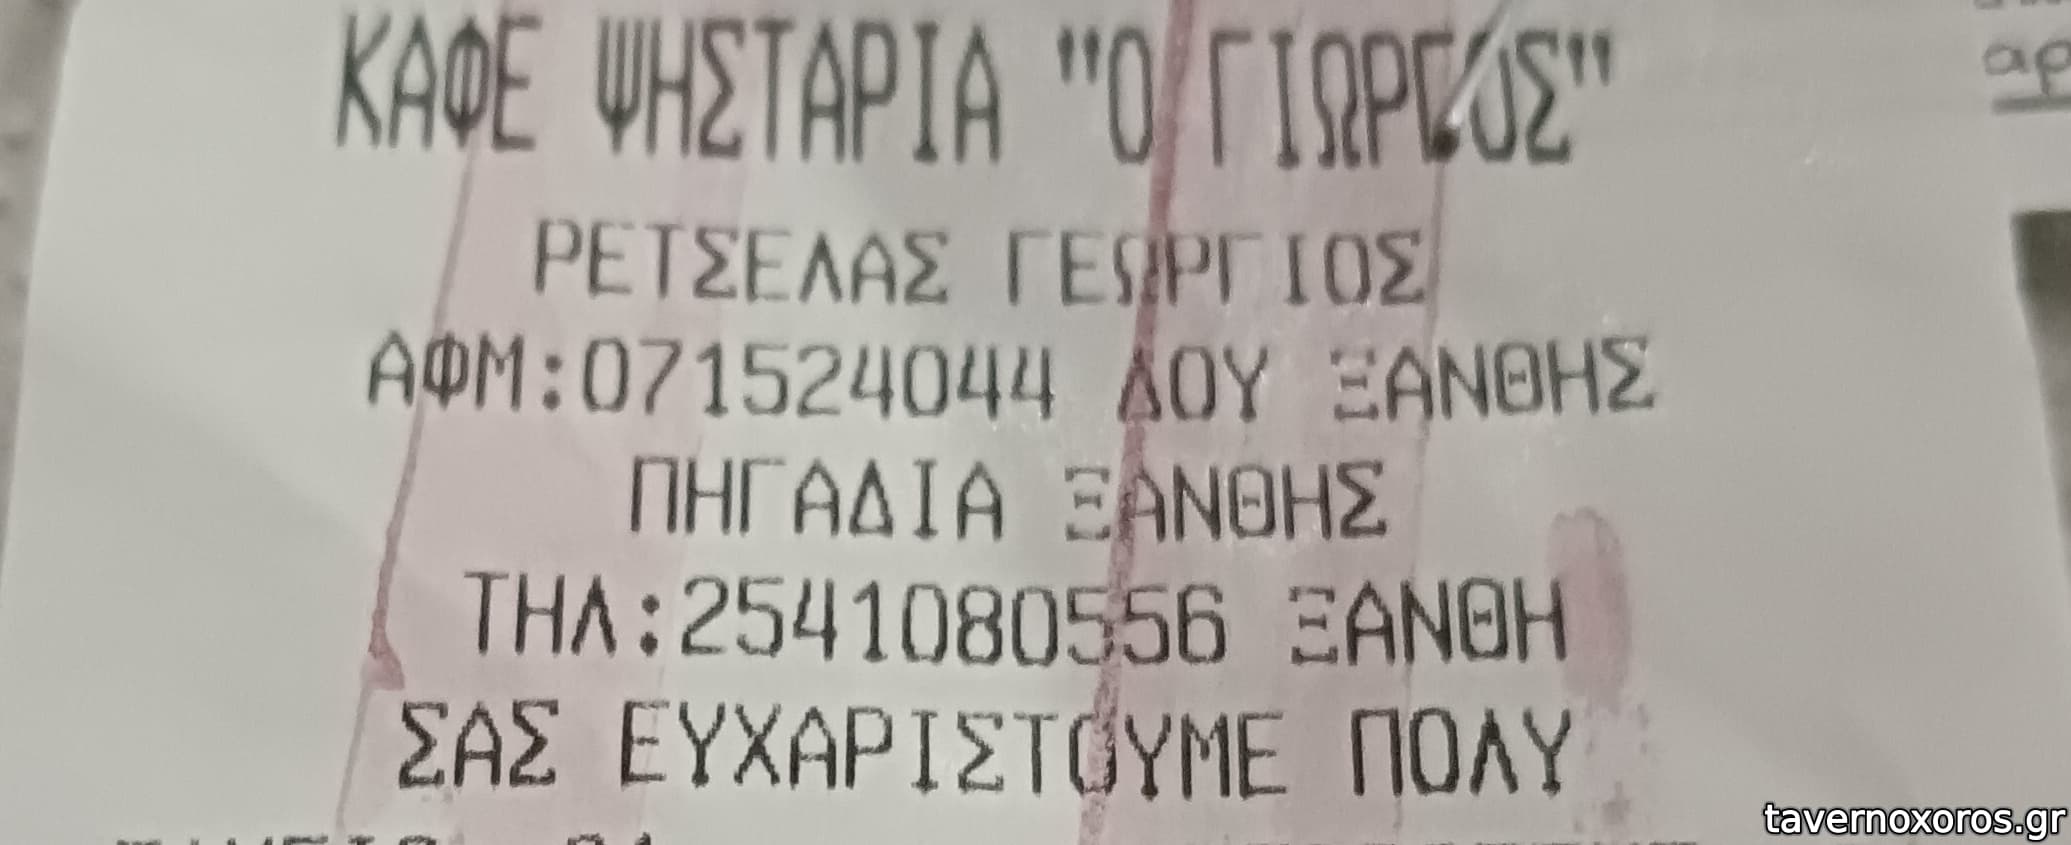 ΚΑΦΕ ΨΗΣΤΑΡΙΑ "Ο ΓΙΩΡΓΟΣ"
ΡΕΤΣΕΛΑΣ ΓΕΩΡΓΙΟΣ
ΑΦΜ:071524044 ΔΟΥ ΞΑΝΘΗΣ
ΠΗΓΑΔΙΑ ΞΑΝΘΗΣ
ΤΗΛ:2541080556 ΞΑΝΘΗ
ΣΑΣ ΕΥΧΑΡΙΣΤΟΥΜΕ ΠΟΛΥ
tavernoxoros.gr